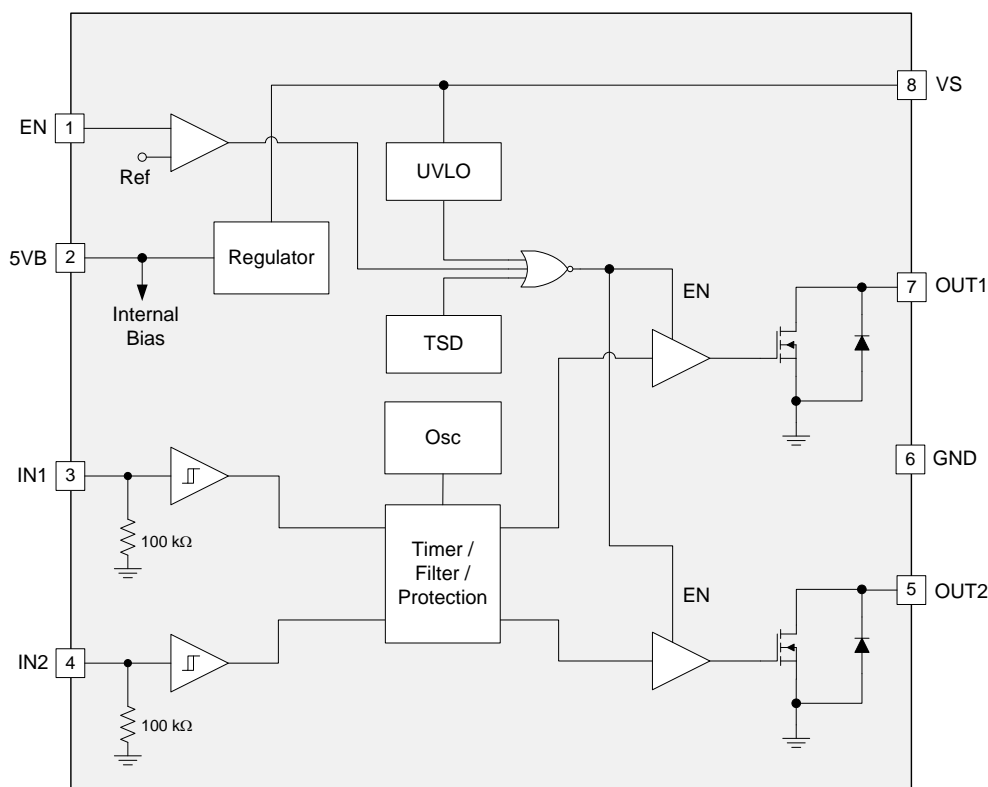 8 VS
EN 1
UVLO
Ref
5VB 2
Regulator
7 OUT1
EN
Internal
Bias
TSD
Osc
6 GND
IN1 3
100 kΩ
Timer /
Filter /
Protection
5 OUT2
EN
IN2 4
100 kΩ